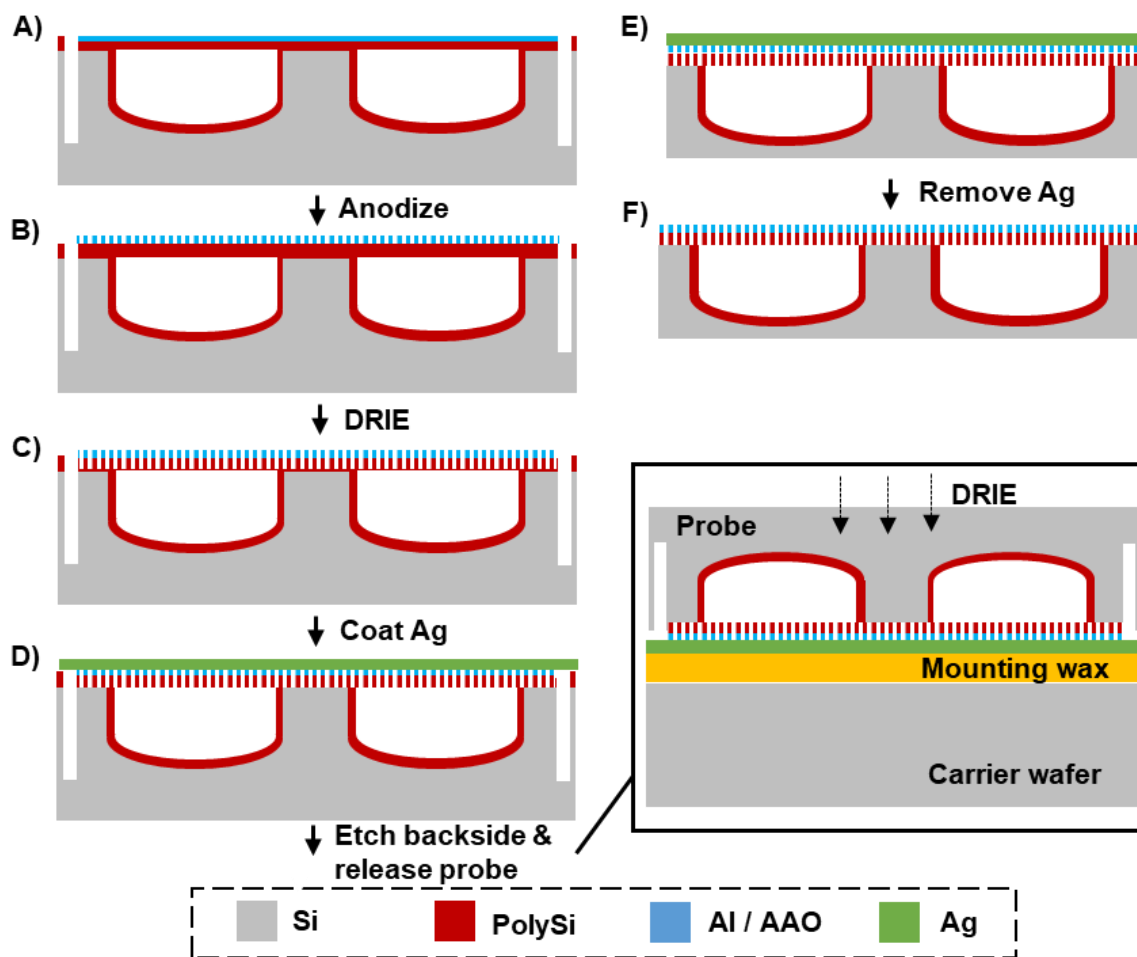 A)
Anodize
B)
DRIE
C)
Coat Ag
D)
Etch backside &
release probe
E)
Remove Ag
F)
DRIE
Probe
Mounting wax
Carrier wafer
Si
PolySi
Al / AAO
Ag